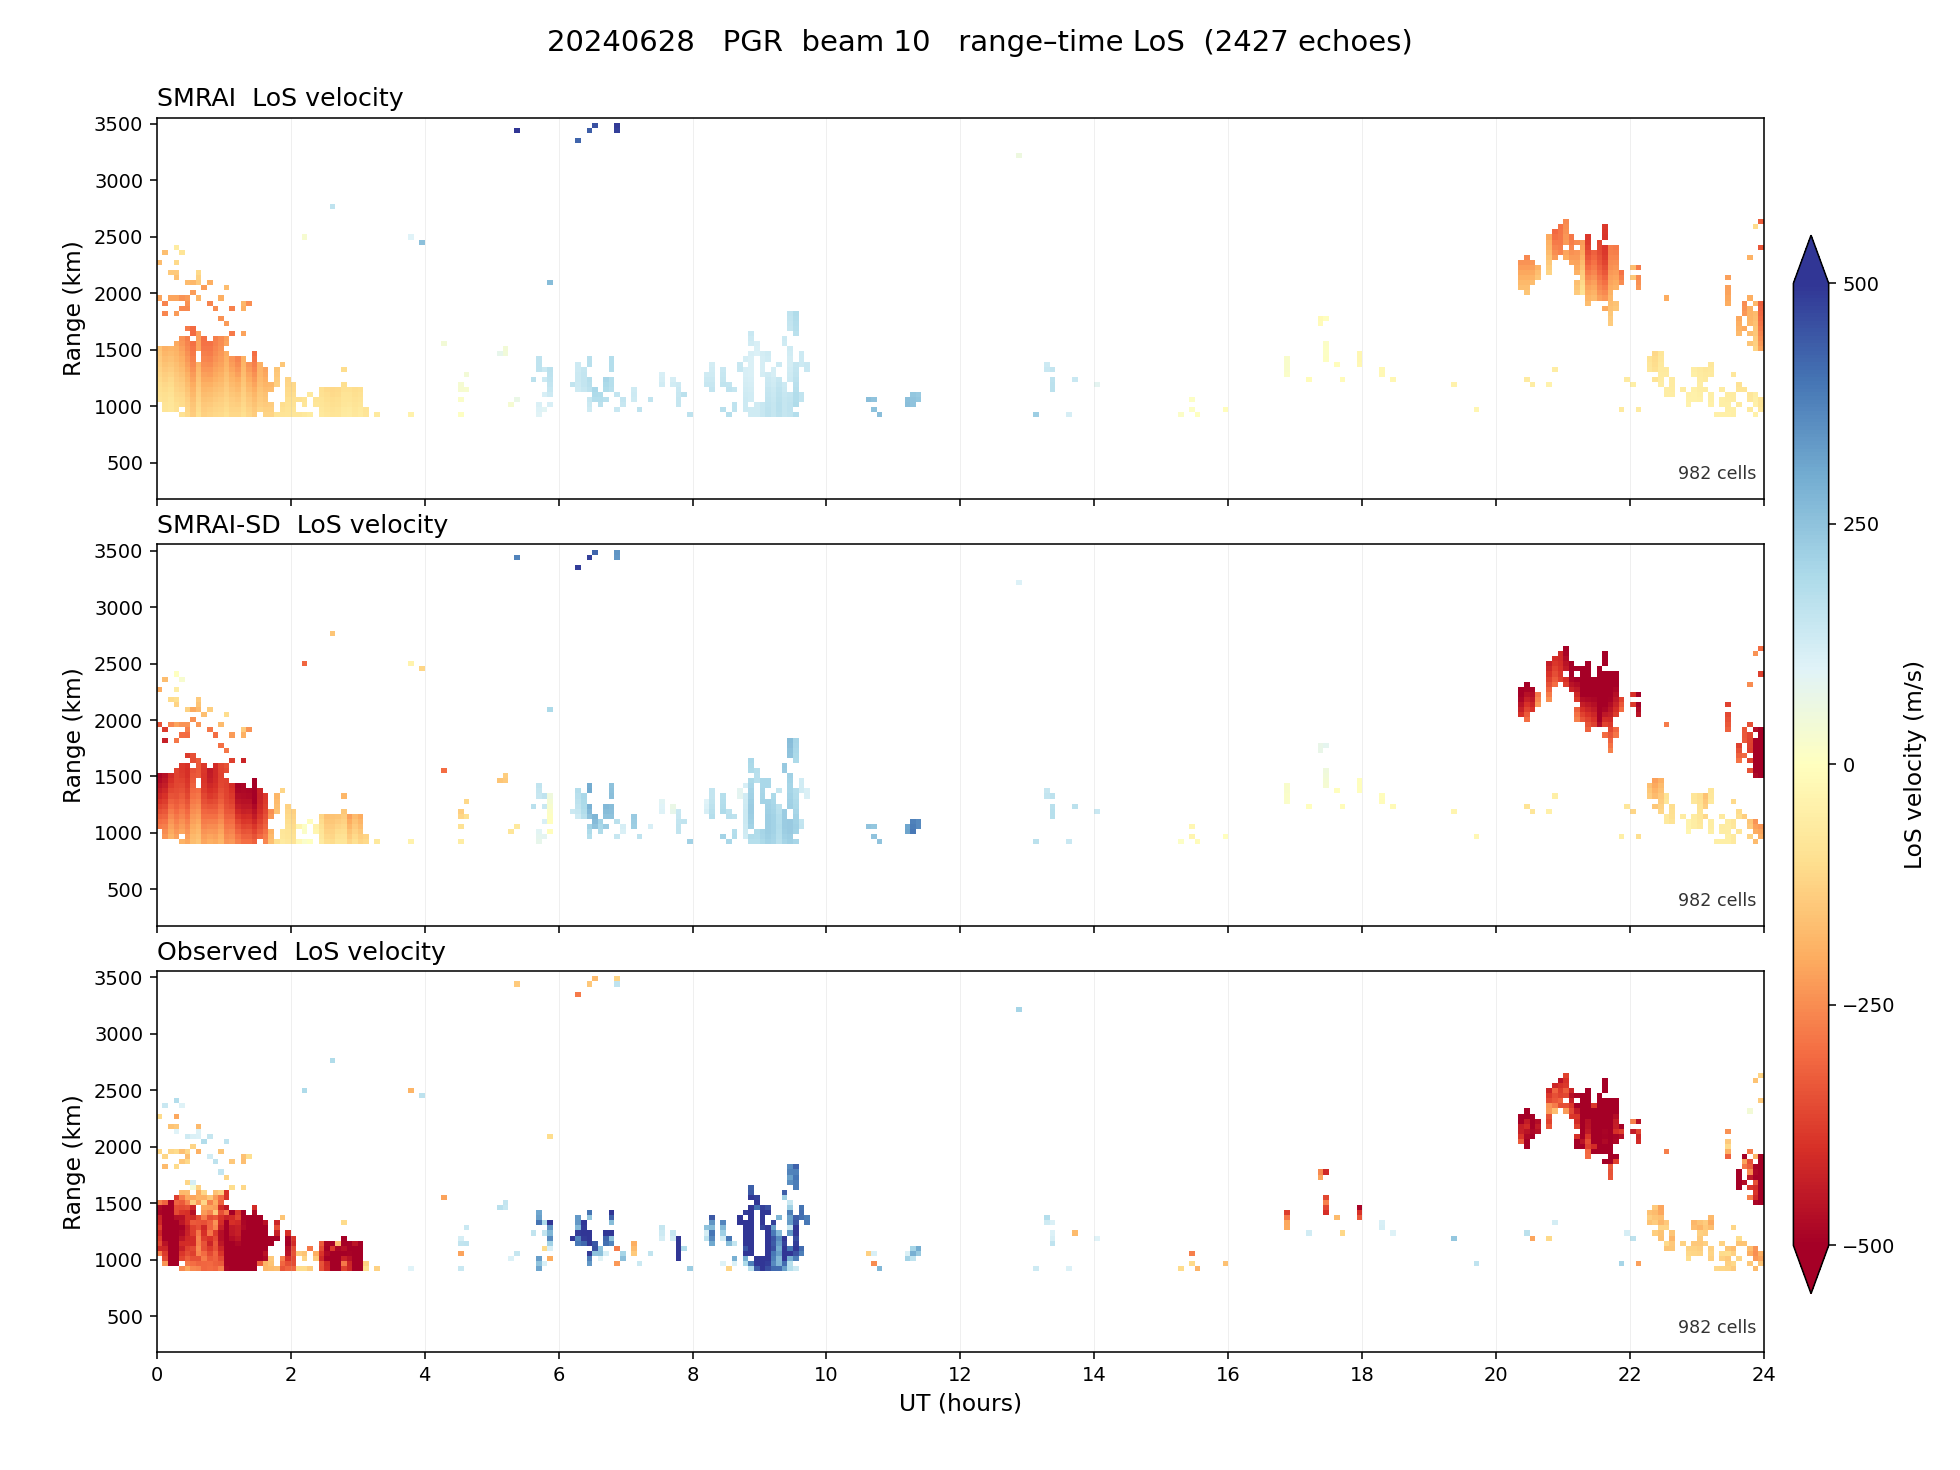 20240628 PGR beam 10 range–time LoS (2427 echoes)
SMRAI LoS velocity
3500
3000
2500
2000
1500
1000
500
Range (km)
982 cells
SMRAI-SD LoS velocity
3500
3000
2500
2000
1500
1000
500
Range (km)
982 cells
Observed LoS velocity
3500
3000
2500
2000
1500
1000
500
Range (km)
982 cells
0 2 4 6 8 10 12 14 16 18 20 22 24
UT (hours)
500
250
0
−250
−500
LoS velocity (m/s)